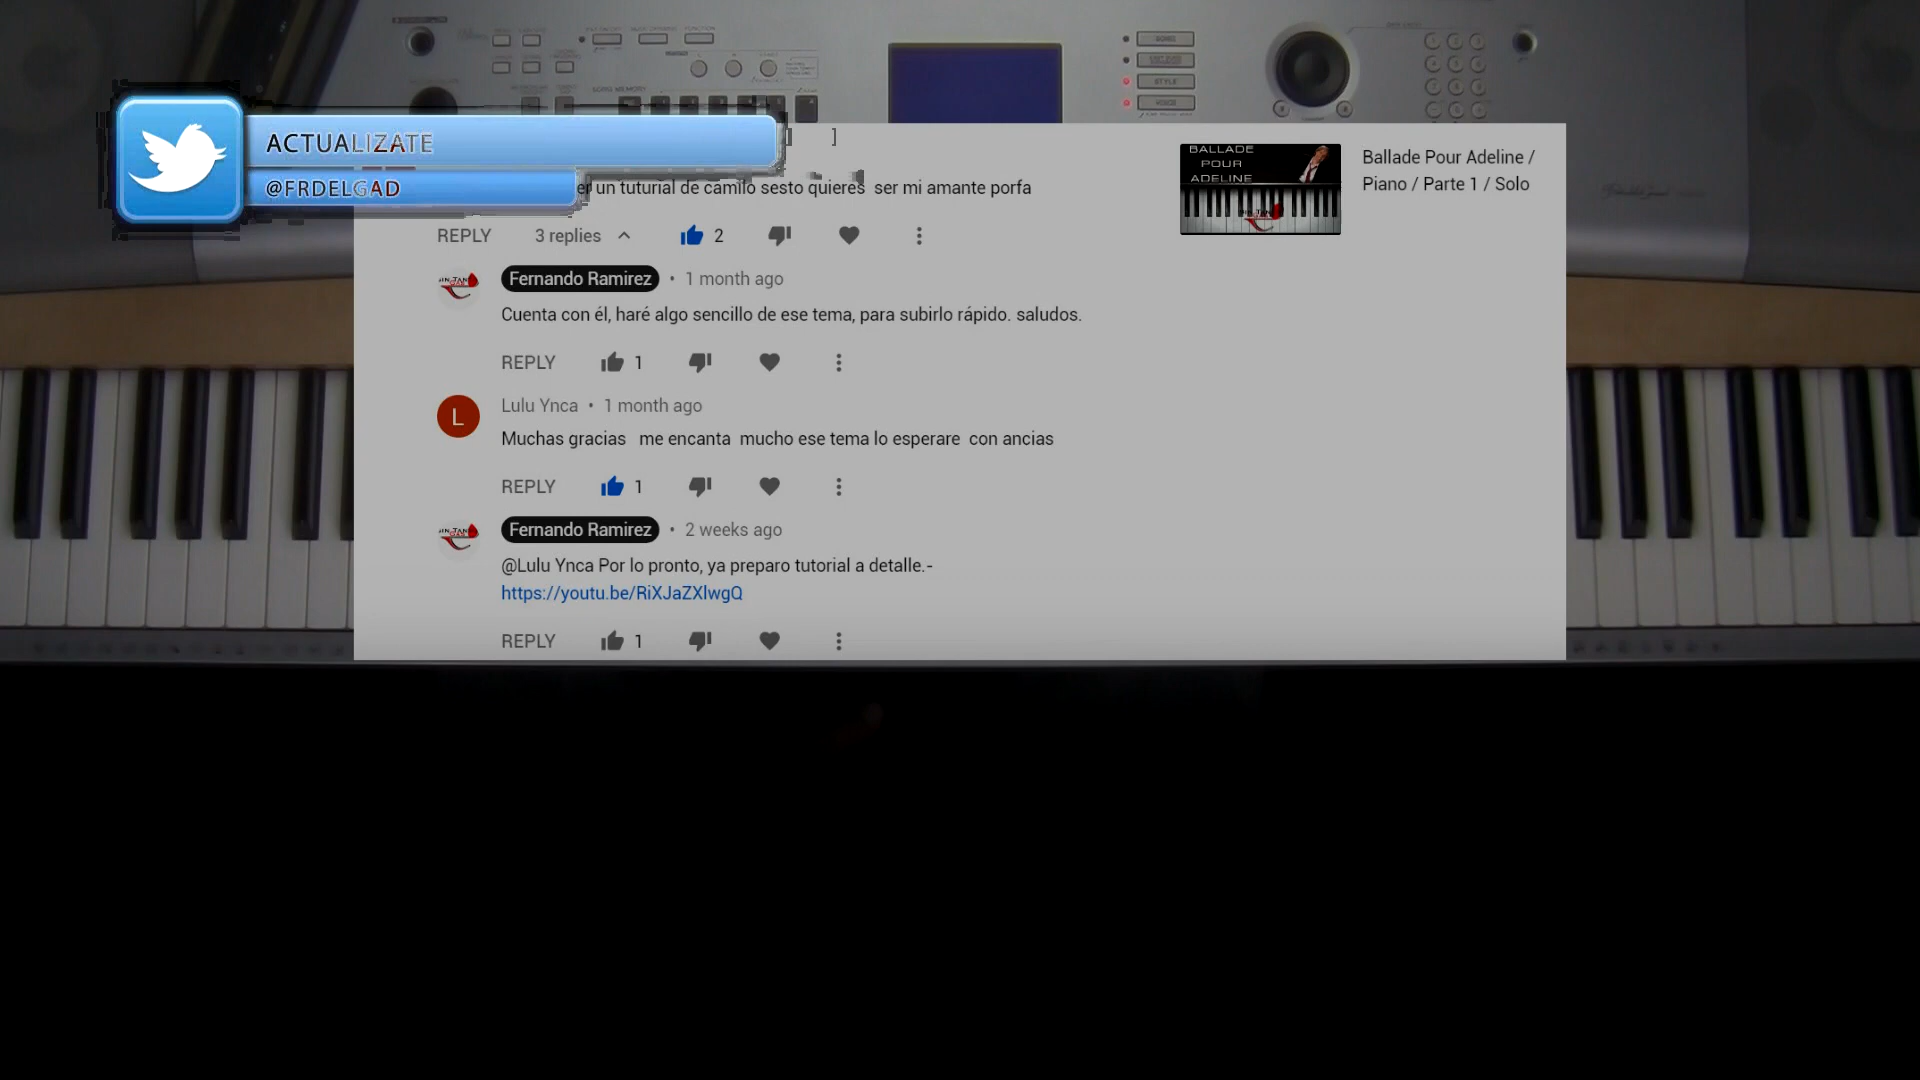 ACTUALIZATE
@FRDELGAD
un tuturial de camilo sesto quieres ser mi amante porfa
REPLY 3 replies 2
BALLADE
POUR
ADELINE
Ballade Pour Adeline /
Piano / Parte 1 / Solo
Fernando Ramirez • 1 month ago
Cuenta con él, haré algo sencillo de ese tema, para subirlo rápido. saludos.
REPLY 1
L
Lulu Ynca • 1 month ago
Muchas gracias me encanta mucho ese tema lo esperare con ancias
REPLY 1
Fernando Ramirez • 2 weeks ago
@Lulu Ynca Por lo pronto, ya preparo tutorial a detalle.-
https://youtu.be/RiXJaZXlwgQ
REPLY 1
STYLE